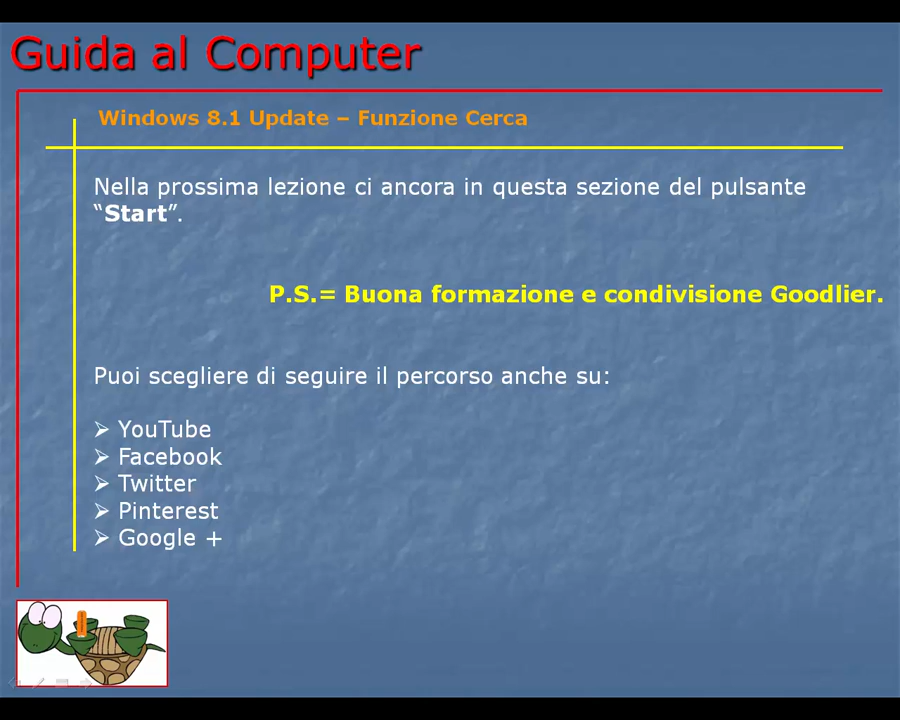 Guida al Computer
Windows 8.1 Update – Funzione Cerca
Nella prossima lezione ci ancora in questa sezione del pulsante
“Start”.
P.S.= Buona formazione e condivisione Goodlier.
Puoi scegliere di seguire il percorso anche su:
YouTube
Facebook
Twitter
Pinterest
Google +